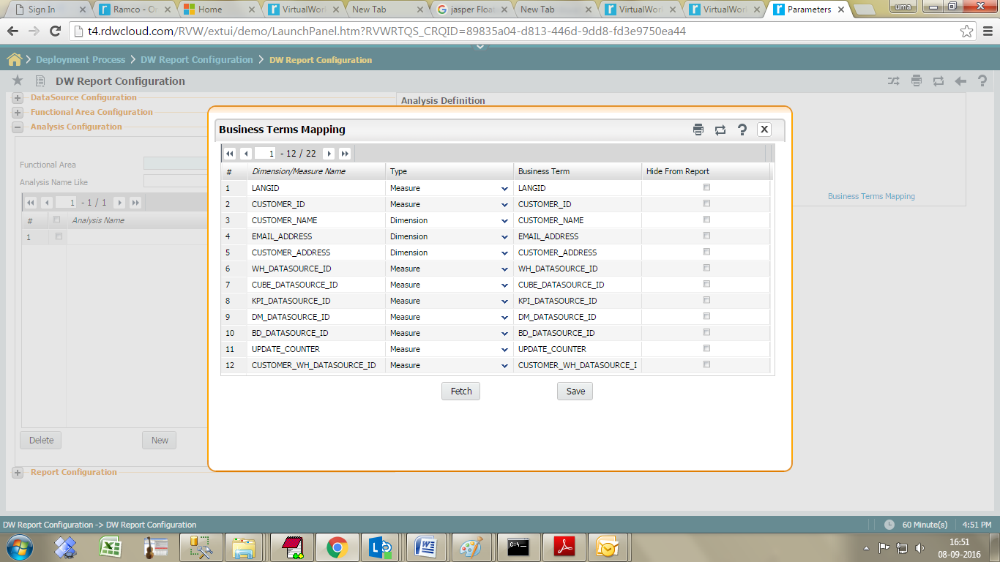 Sign In
Ramco - On
Home
VirtualWor
New Tab
jasper Float
New Tab
VirtualWor
VirtualWor
Parameters
uma
t4.rdwcloud.com/RVW/extui/demo/LaunchPanel.htm?RVWRTQS_CRQID=89835a04-d813-446d-9dd8-fd3e9750ea44
Deployment Process > DW Report Configuration > DW Report Configuration
DW Report Configuration
DataSource Configuration
Analysis Definition
Functional Area Configuration
Analysis Configuration
Functional Area
Analysis Name Like
1 - 1 / 1
# Analysis Name
1
Delete New
Report Configuration
Business Terms Mapping
Business Terms Mapping
X
1 - 12 / 22
# Dimension/Measure Name Type Business Term Hide From Report
1 LANGID Measure LANGID
2 CUSTOMER_ID Measure CUSTOMER_ID
3 CUSTOMER_NAME Dimension CUSTOMER_NAME
4 EMAIL_ADDRESS Dimension EMAIL_ADDRESS
5 CUSTOMER_ADDRESS Dimension CUSTOMER_ADDRESS
6 WH_DATASOURCE_ID Measure WH_DATASOURCE_ID
7 CUBE_DATASOURCE_ID Measure CUBE_DATASOURCE_ID
8 KPI_DATASOURCE_ID Measure KPI_DATASOURCE_ID
9 DM_DATASOURCE_ID Measure DM_DATASOURCE_ID
10 BD_DATASOURCE_ID Measure BD_DATASOURCE_ID
11 UPDATE_COUNTER Measure UPDATE_COUNTER
12 CUSTOMER_WH_DATASOURCE_ID Measure CUSTOMER_WH_DATASOURCE_I
Fetch Save
DW Report Configuration -> DW Report Configuration
60 Minute(s) 4:51 PM
16:51
08-09-2016